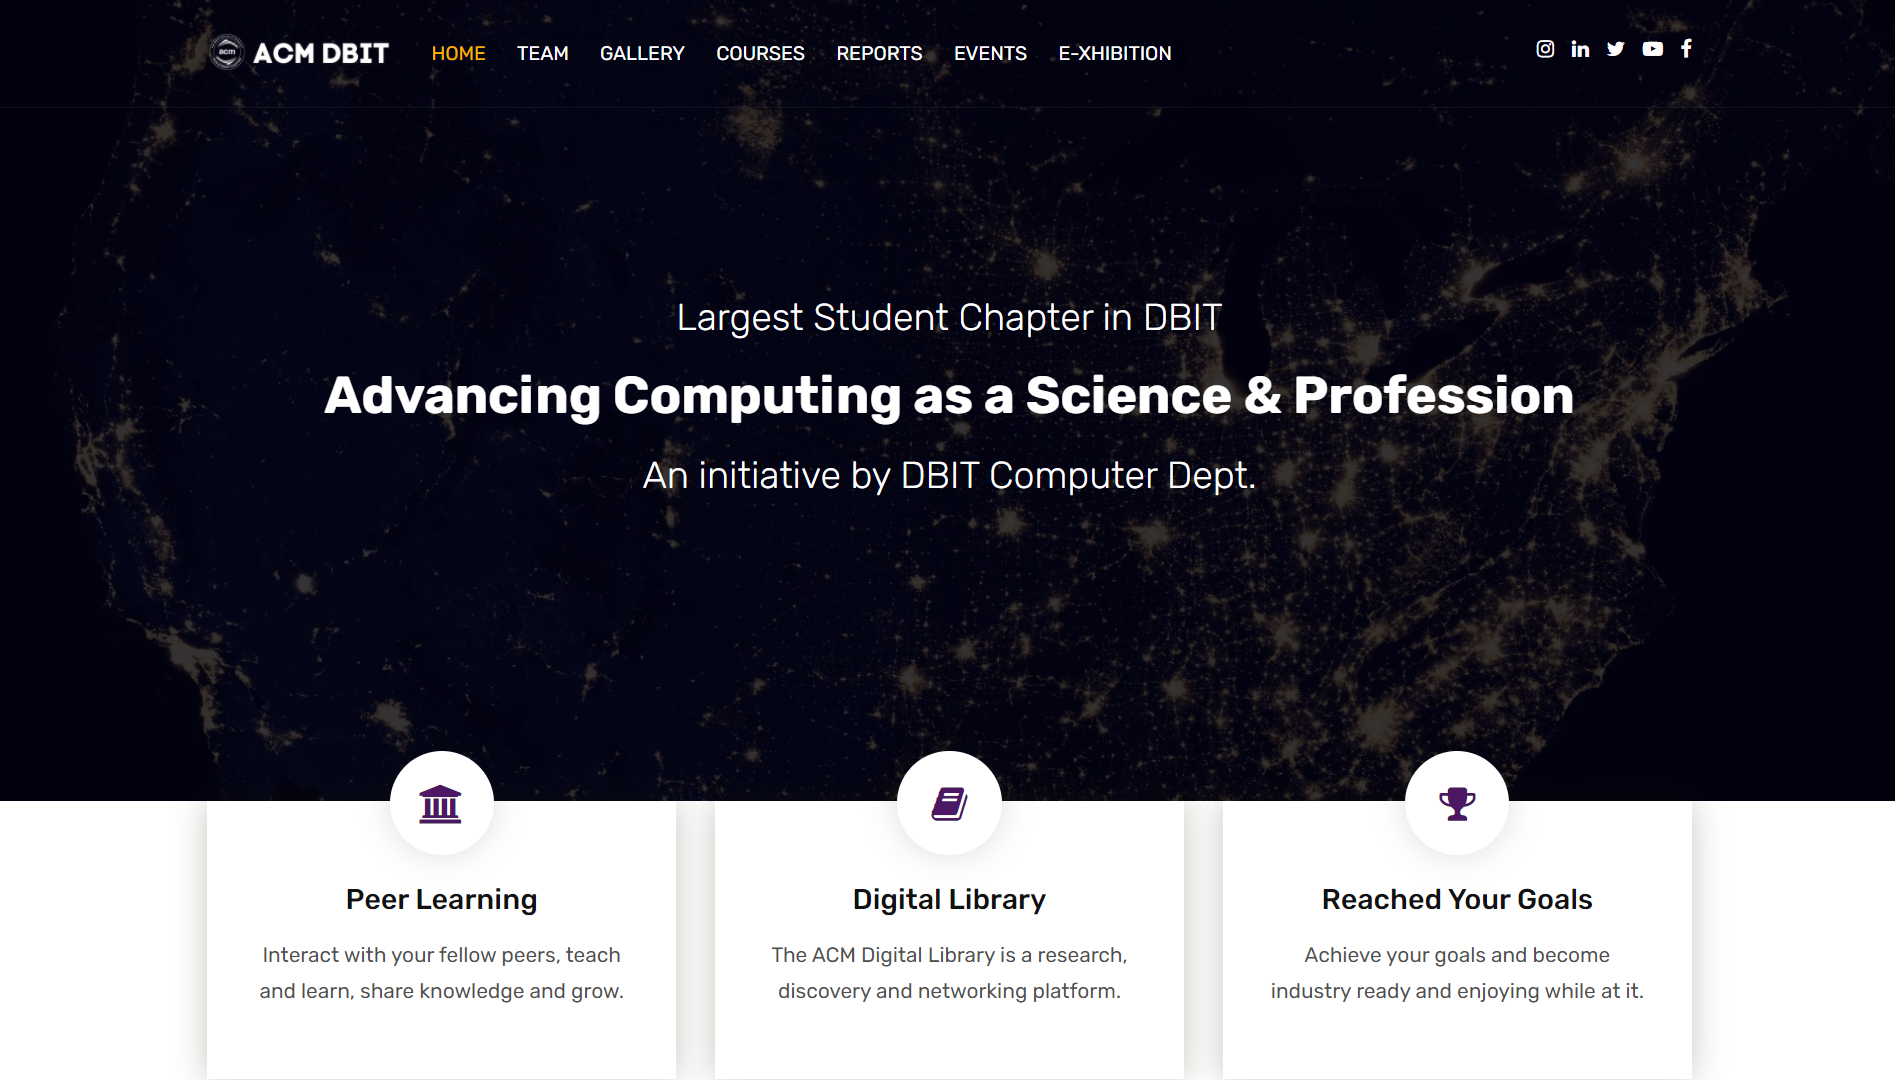 acm ACM DBIT HOME TEAM GALLERY COURSES REPORTS EVENTS E-XHIBITION
Largest Student Chapter in DBIT
Advancing Computing as a Science & Profession
An initiative by DBIT Computer Dept.
Peer Learning
Interact with your fellow peers, teach
and learn, share knowledge and grow.
Digital Library
The ACM Digital Library is a research,
discovery and networking platform.
Reached Your Goals
Achieve your goals and become
industry ready and enjoying while at it.